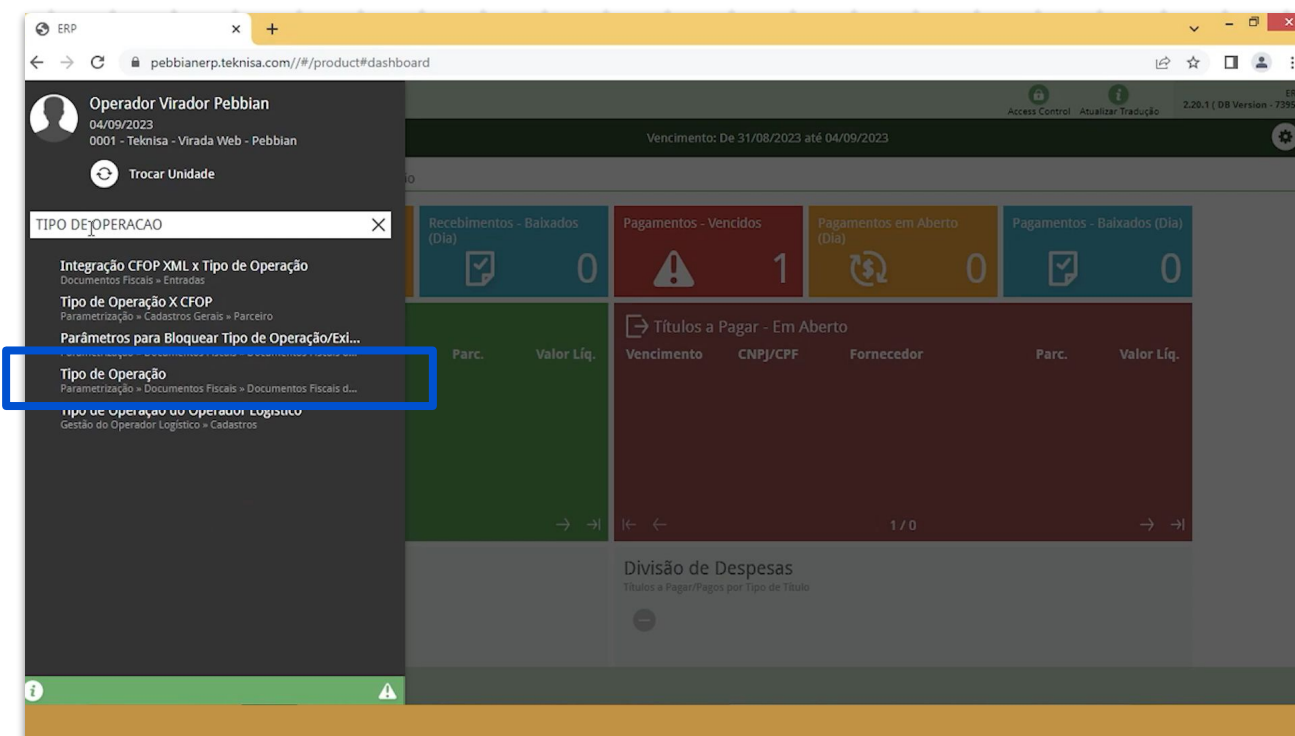 ERP
pebbianerp.teknisa.com//#/product#dashboard
Operador Virador Pebbian
04/09/2023
0001 - Teknisa - Virada Web - Pebbian
Trocar Unidade
TIPO DE OPERACAO
Integração CFOP XML x Tipo de Operação
Documentos Fiscais » Entradas
Tipo de Operação X CFOP
Parametrização » Cadastros Gerais » Parceiro
Parâmetros para Bloquear Tipo de Operação/Exi...
Parametrização » Documentos Fiscais » Documentos Fiscais d...
Tipo de Operação
Parametrização » Documentos Fiscais » Documentos Fiscais d...
Tipo de Operação do Operador Logístico
Gestão do Operador Logístico » Cadastros
Access Control Atualizar Tradução
2.20.1 ( DB Version - 7395
Vencimento: De 31/08/2023 até 04/09/2023
Recebimentos - Baixados (Dia)
0
Pagamentos - Vencidos
1
Pagamentos em Aberto (Dia)
0
Pagamentos - Baixados (Dia)
0
Parc. Valor Líq.
Títulos a Pagar - Em Aberto
Vencimento CNPJ/CPF Fornecedor Parc. Valor Líq.
1 / 0
Divisão de Despesas
Títulos a Pagar/Pagos por Tipo de Título